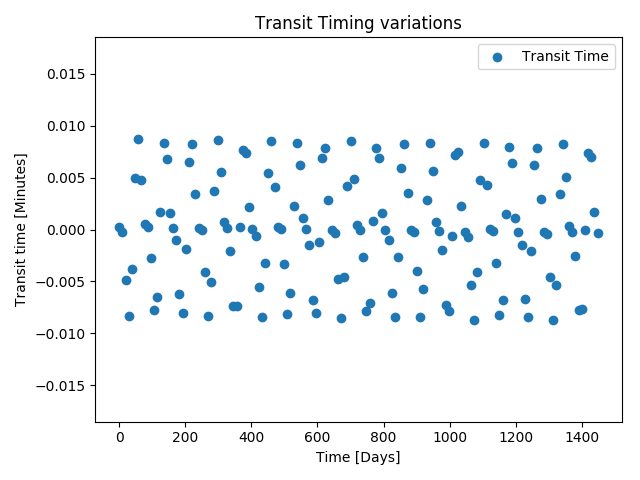 Transit Timing variations
Transit Time
0.015
0.010
0.005
0.000
−0.005
−0.010
−0.015
Transit time [Minutes]
0 200 400 600 800 1000 1200 1400
Time [Days]